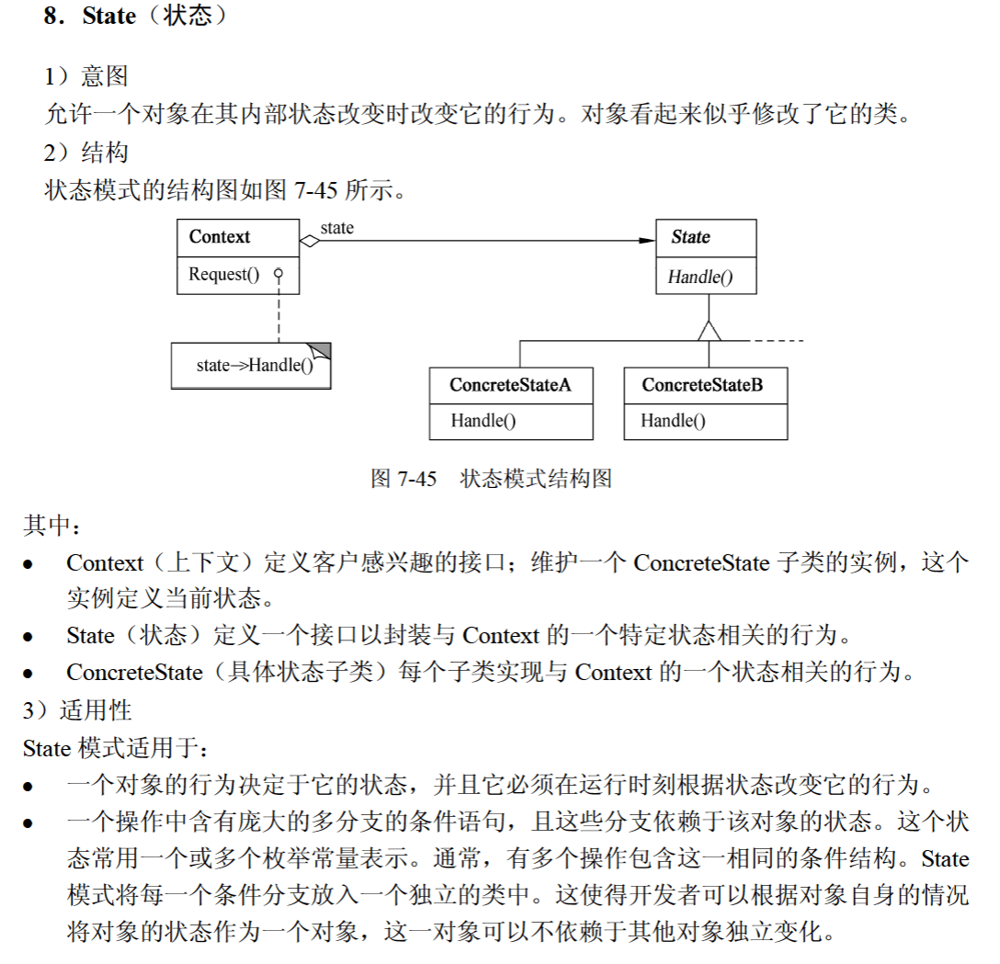 8．State（状态）
1）意图
允许一个对象在其内部状态改变时改变它的行为。对象看起来似乎修改了它的类。
2）结构
状态模式的结构图如图 7-45 所示。
Context
state
State
Request()
Handle()
state->Handle()
ConcreteStateA
ConcreteStateB
Handle()
Handle()
图 7-45　状态模式结构图
其中：
● Context（上下文）定义客户感兴趣的接口；维护一个 ConcreteState 子类的实例，这个
实例定义当前状态。
● State（状态）定义一个接口以封装与 Context 的一个特定状态相关的行为。
● ConcreteState（具体状态子类）每个子类实现与 Context 的一个状态相关的行为。
3）适用性
State 模式适用于：
● 一个对象的行为决定于它的状态，并且它必须在运行时刻根据状态改变它的行为。
● 一个操作中含有庞大的多分支的条件语句，且这些分支依赖于该对象的状态。这个状
态常用一个或多个枚举常量表示。通常，有多个操作包含这一相同的条件结构。State
模式将每一个条件分支放入一个独立的类中。这使得开发者可以根据对象自身的情况
将对象的状态作为一个对象，这一对象可以不依赖于其他对象独立变化。